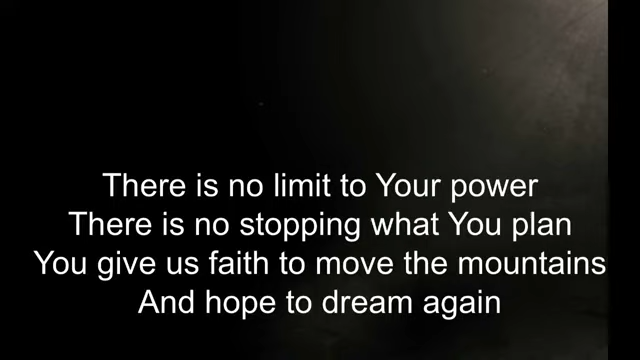 There is no limit to Your power
There is no stopping what You plan
You give us faith to move the mountains
And hope to dream again